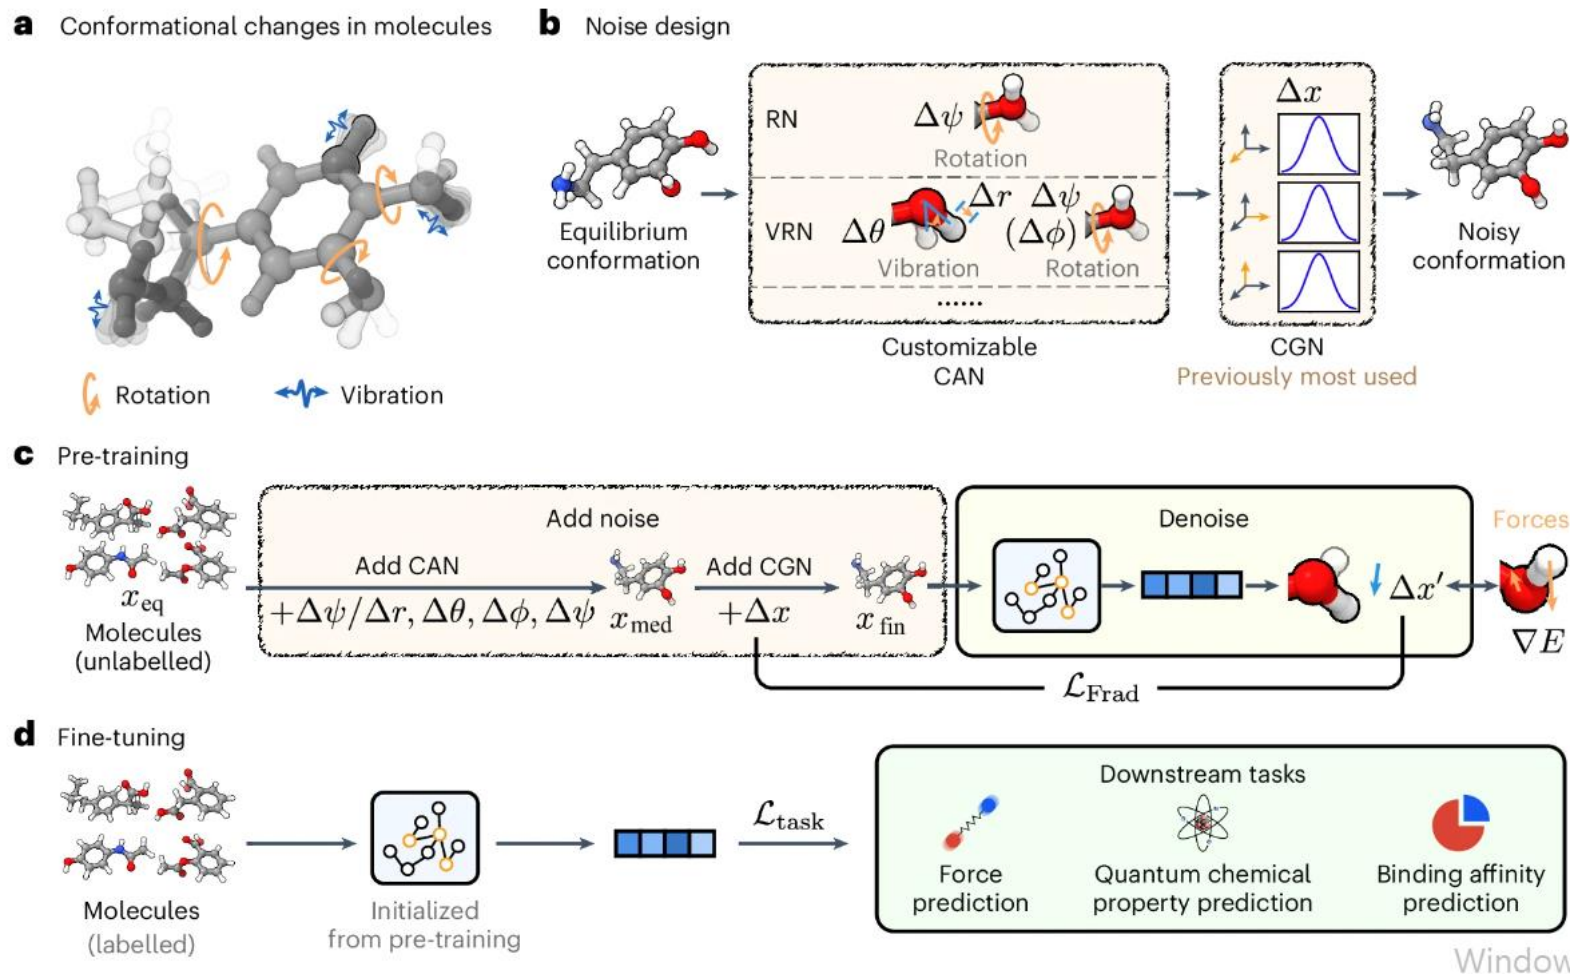 a Conformational changes in molecules
Rotation
Vibration
b Noise design
Equilibrium
conformation
RN
Δψ
Rotation
VRN
Δθ
Δr
Δψ
(Δϕ)
Vibration
Rotation
......
Customizable
CAN
Δx
CGN
Previously most used
Noisy
conformation
c Pre-training
x_eq
Molecules
(unlabelled)
Add noise
Add CAN
+Δψ/Δr, Δθ, Δϕ, Δψ
x_med
Add CGN
+Δx
x_fin
Denoise
Δx′
Forces
∇E
ℒ_Frad
d Fine-tuning
Molecules
(labelled)
Initialized
from pre-training
ℒ_task
Downstream tasks
Force
prediction
Quantum chemical
property prediction
Binding affinity
prediction
Window